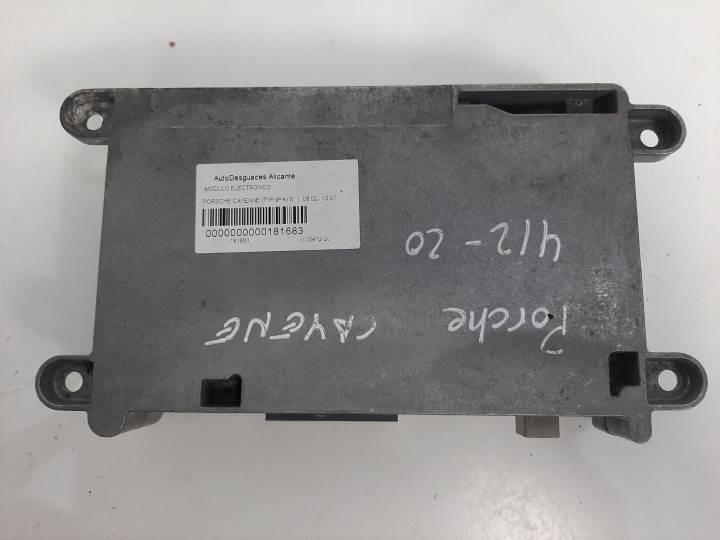 AutoDesguaces Alicante
MODULO ELECTRONICO
PORSCHE CAYENNE (TYP 9PA) S | 08.02 - 12.07
0000000000181683
181683 V.00412-20
412-20
Porche CAYENE